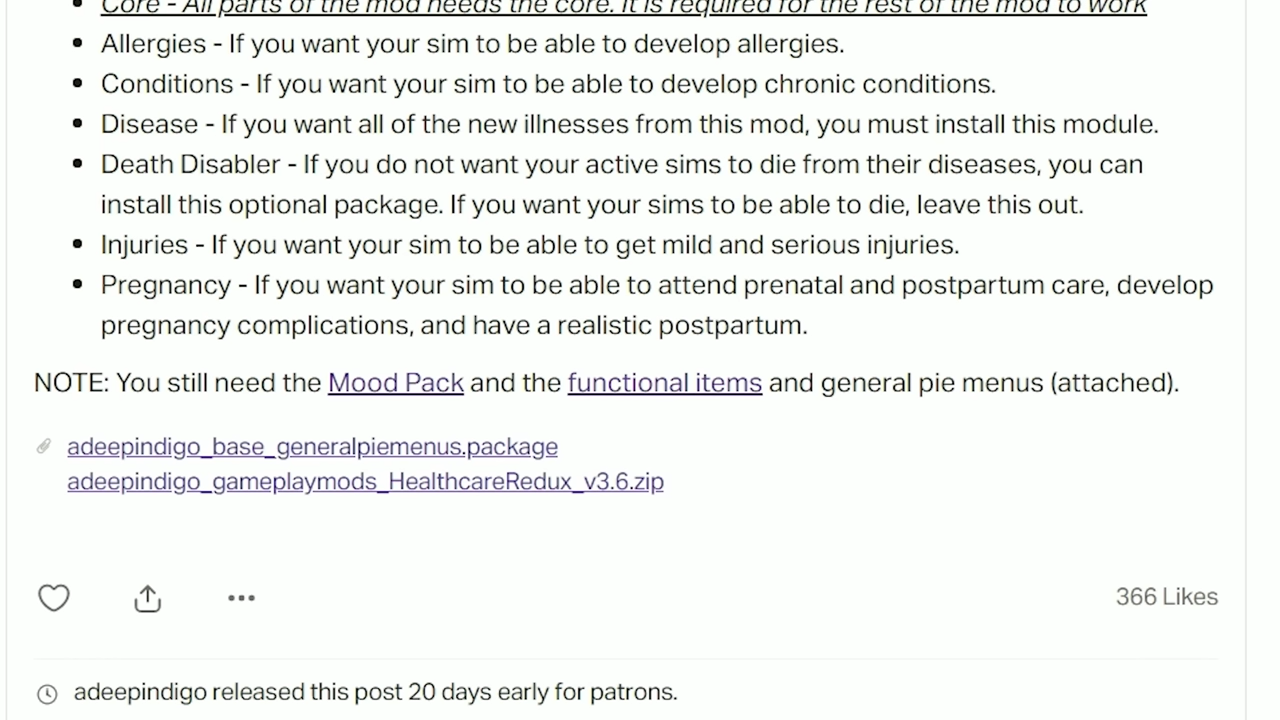 Core - All parts of the mod needs the core. It is required for the rest of the mod to work
Allergies - If you want your sim to be able to develop allergies.
Conditions - If you want your sim to be able to develop chronic conditions.
Disease - If you want all of the new illnesses from this mod, you must install this module.
Death Disabler - If you do not want your active sims to die from their diseases, you can
install this optional package. If you want your sims to be able to die, leave this out.
Injuries - If you want your sim to be able to get mild and serious injuries.
Pregnancy - If you want your sim to be able to attend prenatal and postpartum care, develop
pregnancy complications, and have a realistic postpartum.
NOTE: You still need the Mood Pack and the functional items and general pie menus (attached).
adeepindigo_base_generalpiemenus.package
adeepindigo_gameplaymods_HealthcareRedux_v3.6.zip
366 Likes
adeepindigo released this post 20 days early for patrons.